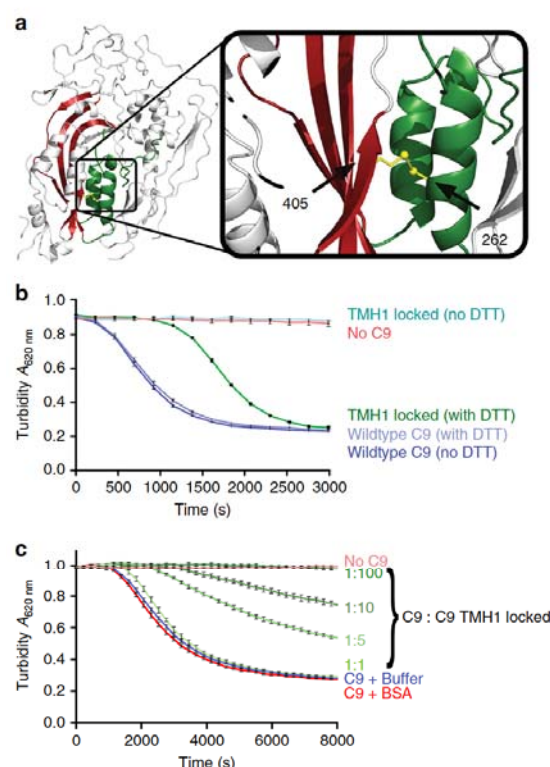 a
405
262
b
Turbidity A620 nm
1.0
0.8
0.6
0.4
0.2
0.0
0 500 1000 1500 2000 2500 3000
Time (s)
TMH1 locked (no DTT)
No C9
TMH1 locked (with DTT)
Wildtype C9 (with DTT)
Wildtype C9 (no DTT)
c
Turbidity A620 nm
1.0
0.8
0.6
0.4
0.2
0.0
0 2000 4000 6000 8000
Time (s)
No C9
1:100
1:10
1:5
1:1
C9 : C9 TMH1 locked
C9 + Buffer
C9 + BSA